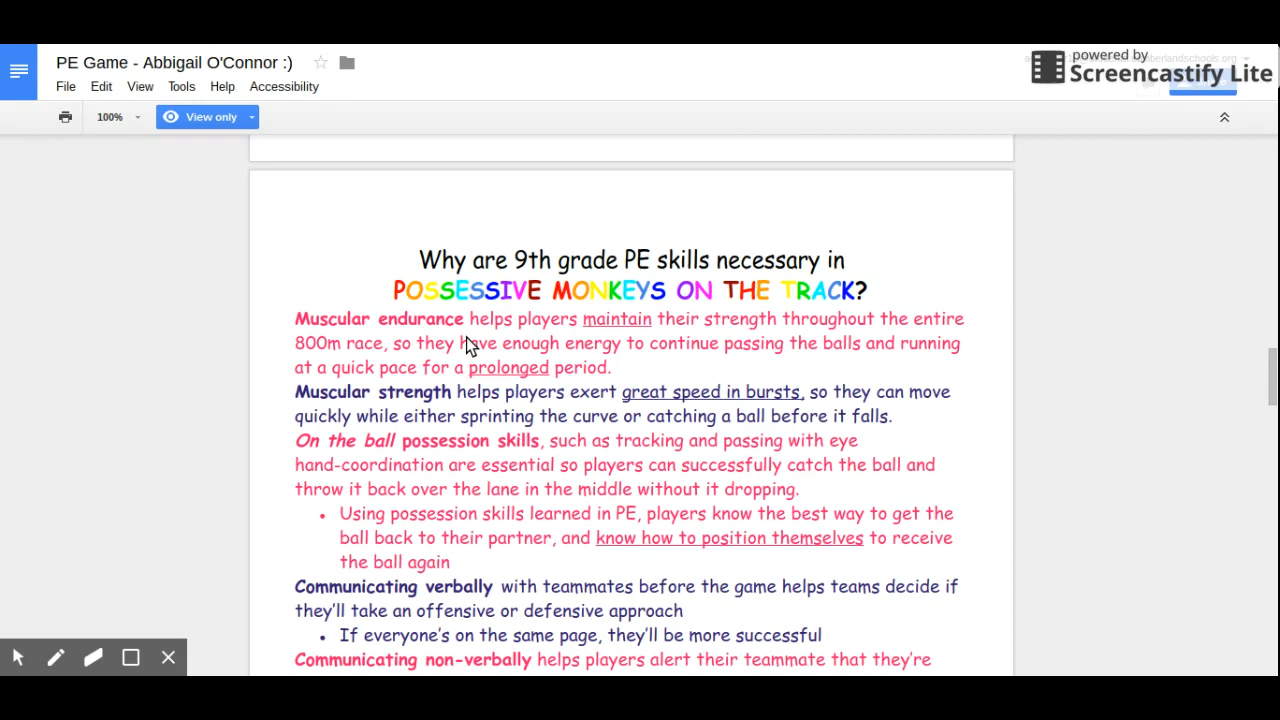 PE Game - Abbigail O'Connor :)
powered by
Screencastify Lite
File Edit View Tools Help Accessibility
100% View only
Why are 9th grade PE skills necessary in
POSSESSIVE MONKEYS ON THE TRACK?
Muscular endurance helps players maintain their strength throughout the entire
800m race, so they have enough energy to continue passing the balls and running
at a quick pace for a prolonged period.
Muscular strength helps players exert great speed in bursts, so they can move
quickly while either sprinting the curve or catching a ball before it falls.
On the ball possession skills, such as tracking and passing with eye
hand-coordination are essential so players can successfully catch the ball and
throw it back over the lane in the middle without it dropping.
• Using possession skills learned in PE, players know the best way to get the
ball back to their partner, and know how to position themselves to receive
the ball again
Communicating verbally with teammates before the game helps teams decide if
they'll take an offensive or defensive approach
• If everyone's on the same page, they'll be more successful
Communicating non-verbally helps players alert their teammate that they're